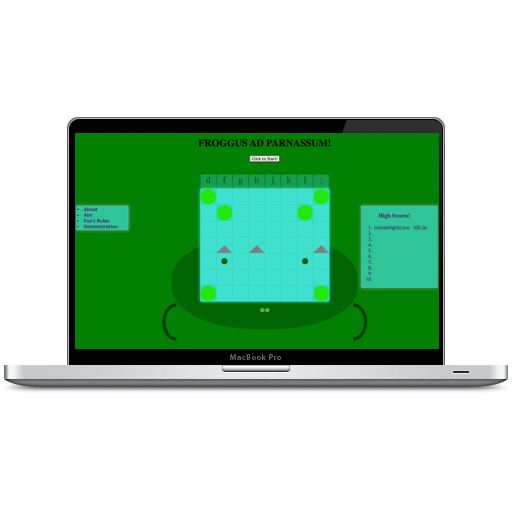 FROGGUS AD PARNASSUM!
Click to Start!
d f g h j k l ;
About
Aim
Fux's Rules
Demonstration
High Scores!
1. InitialHighScore: 100.0s
2.
3.
4.
5.
6.
7.
8.
9.
10.
MacBook Pro